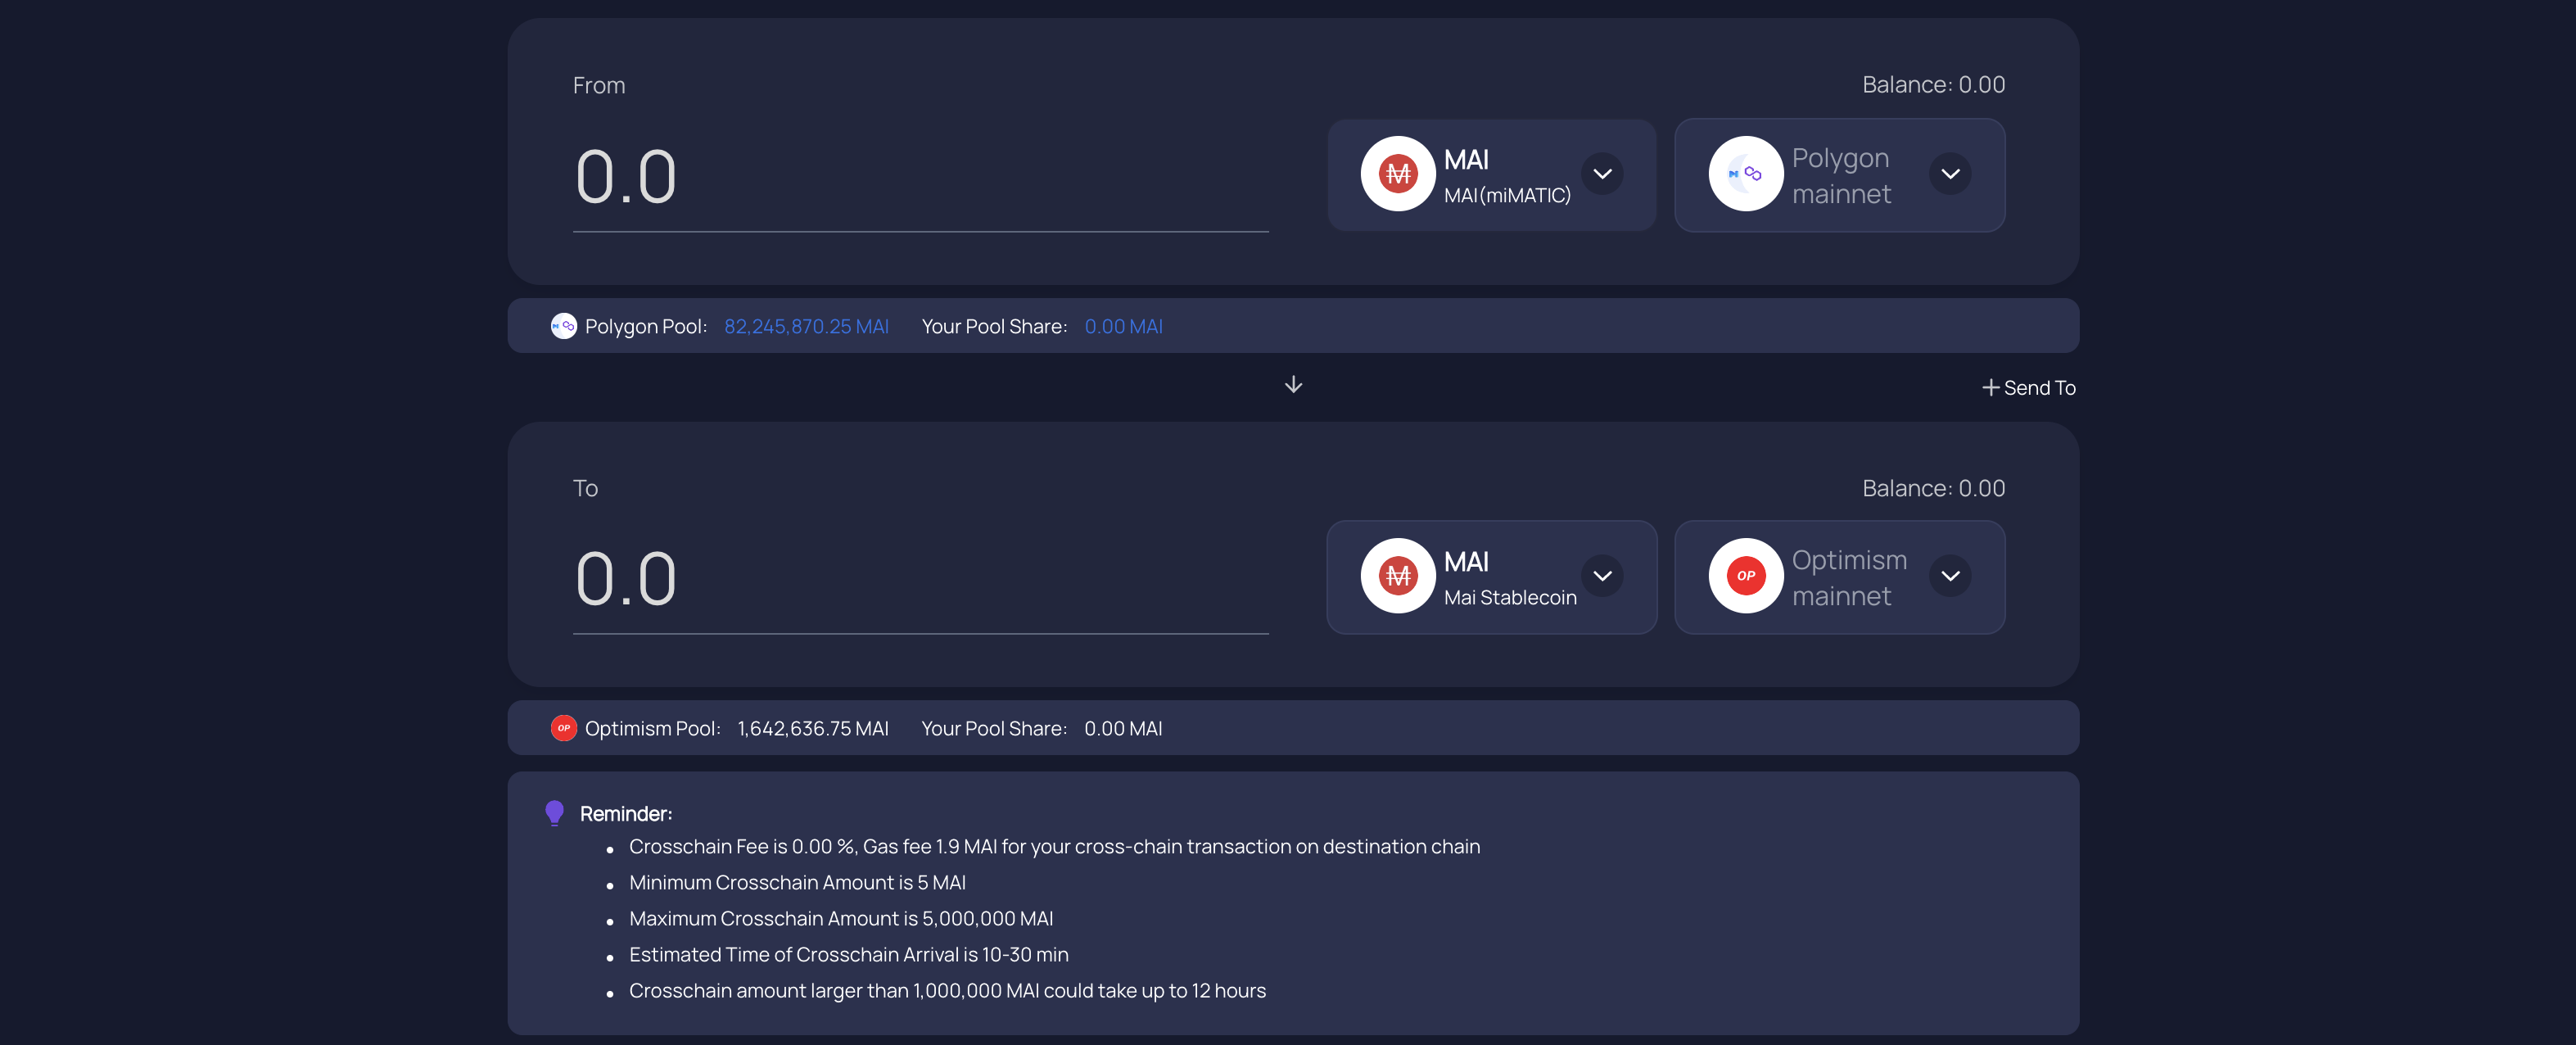 From
Balance: 0.00
0.0
MAI
MAI(miMATIC)
Polygon
mainnet
Polygon Pool: 82,245,870.25 MAI Your Pool Share: 0.00 MAI
Send To
To
Balance: 0.00
0.0
MAI
Mai Stablecoin
OP
Optimism
mainnet
OP
Optimism Pool: 1,642,636.75 MAI Your Pool Share: 0.00 MAI
Reminder:
Crosschain Fee is 0.00 %, Gas fee 1.9 MAI for your cross-chain transaction on destination chain
Minimum Crosschain Amount is 5 MAI
Maximum Crosschain Amount is 5,000,000 MAI
Estimated Time of Crosschain Arrival is 10-30 min
Crosschain amount larger than 1,000,000 MAI could take up to 12 hours